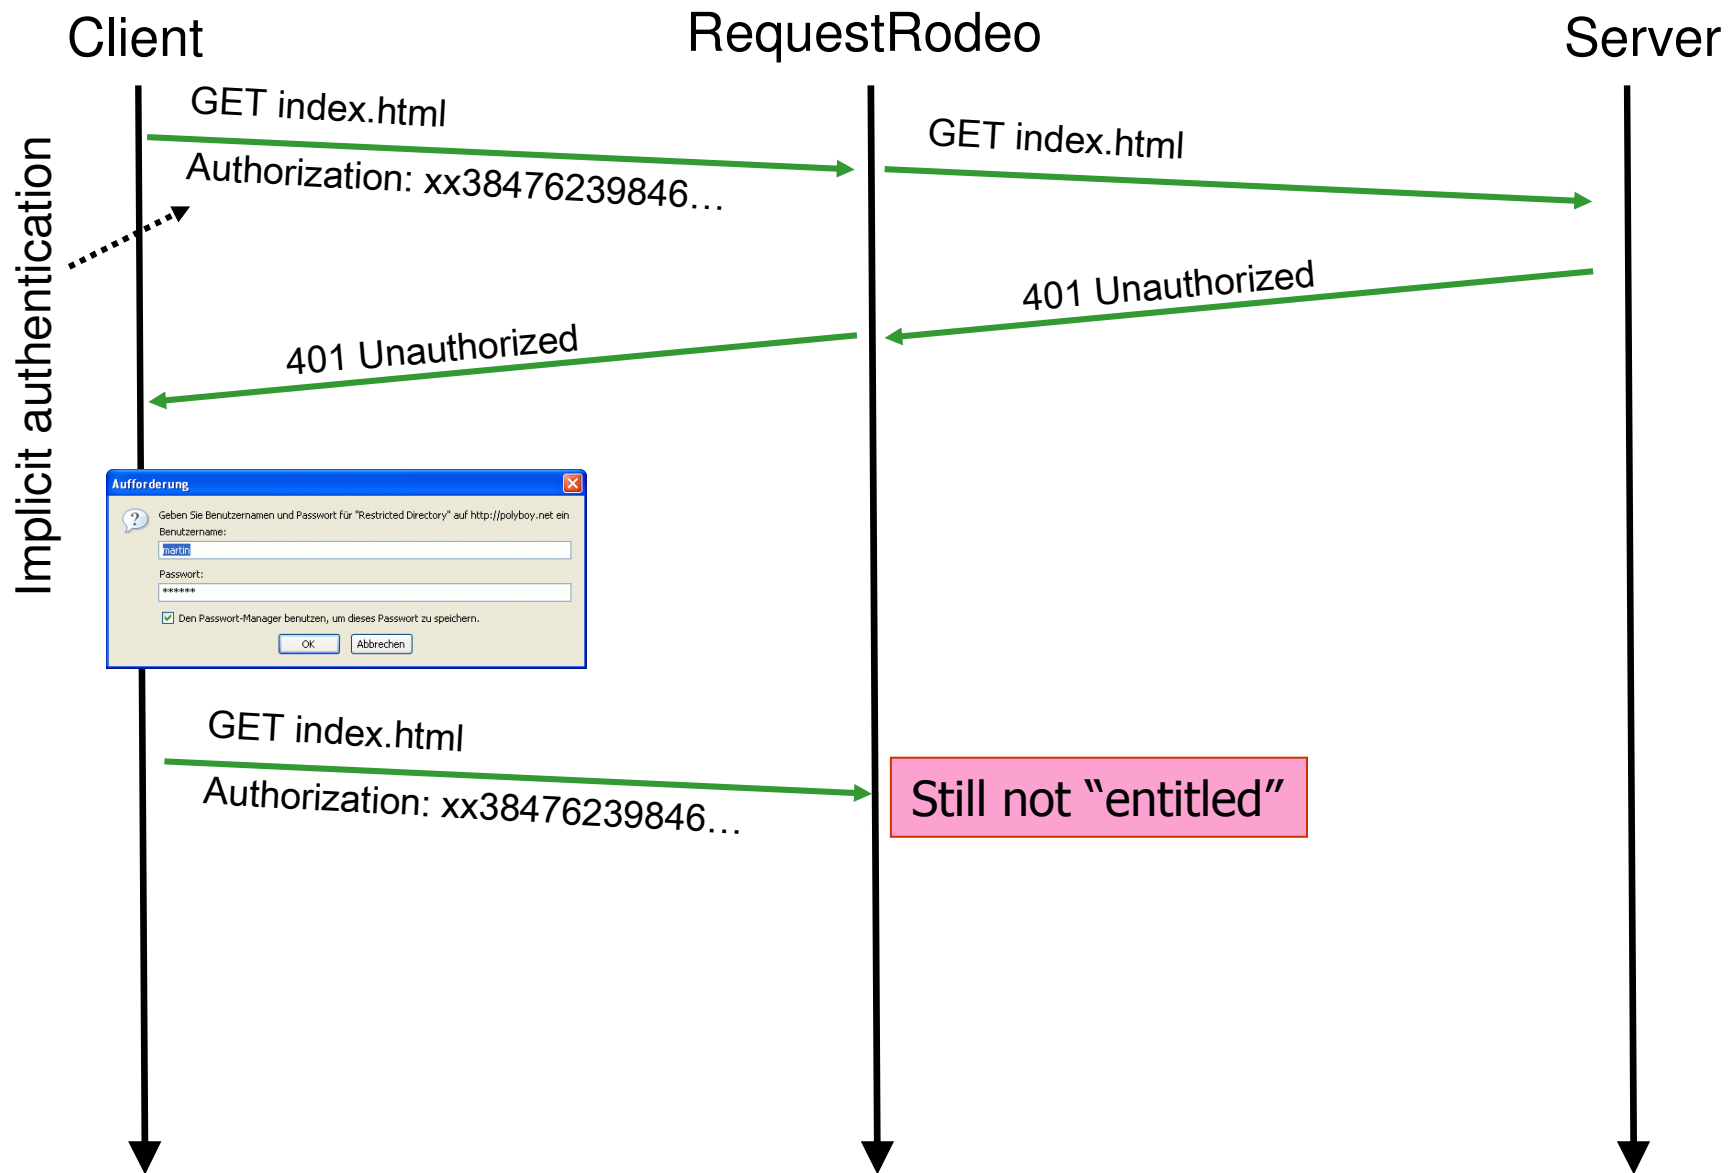 Client
RequestRodeo
Server
Implicit authentication
GET index.html
Authorization: xx38476239846…
GET index.html
401 Unauthorized
401 Unauthorized
Aufforderung
Geben Sie Benutzernamen und Passwort für "Restricted Directory" auf http://polyboy.net ein
Benutzername:
martin
Passwort:
******
Den Passwort-Manager benutzen, um dieses Passwort zu speichern.
OK
Abbrechen
GET index.html
Authorization: xx38476239846…
Still not “entitled”